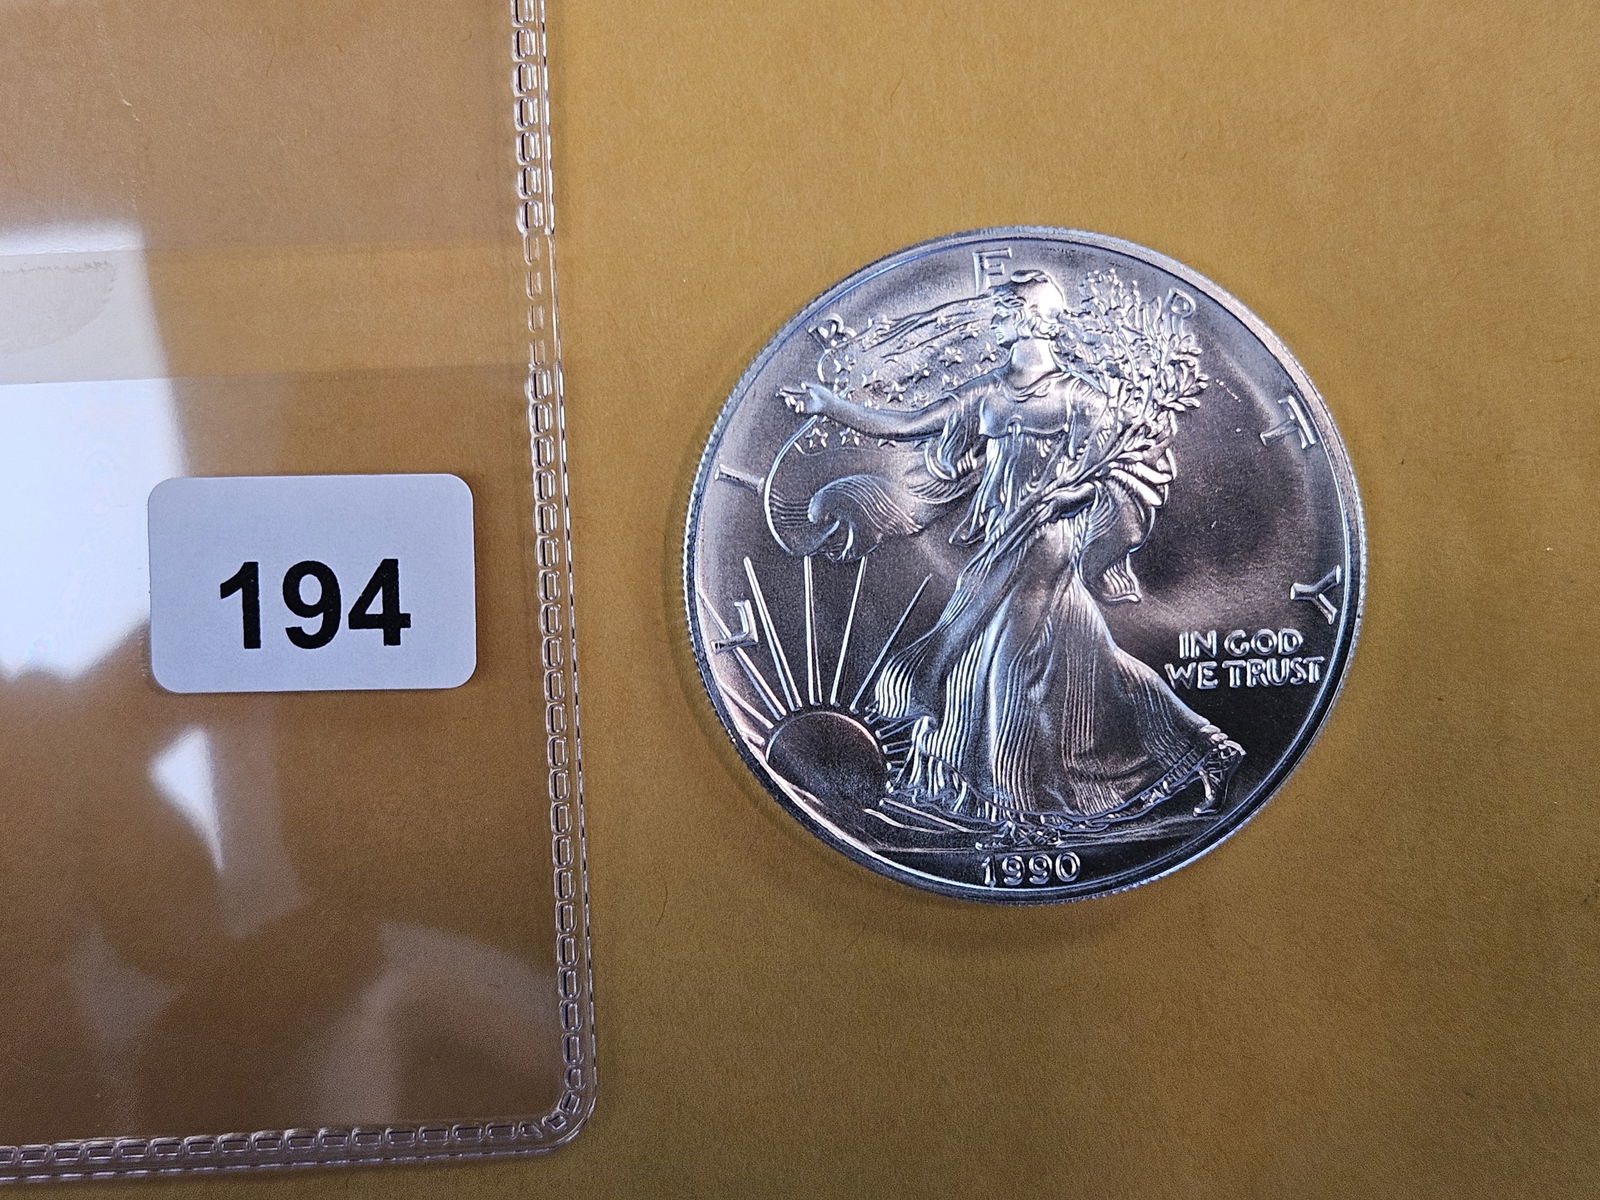 194
LIBERTY
IN GOD
WE TRUST
1990